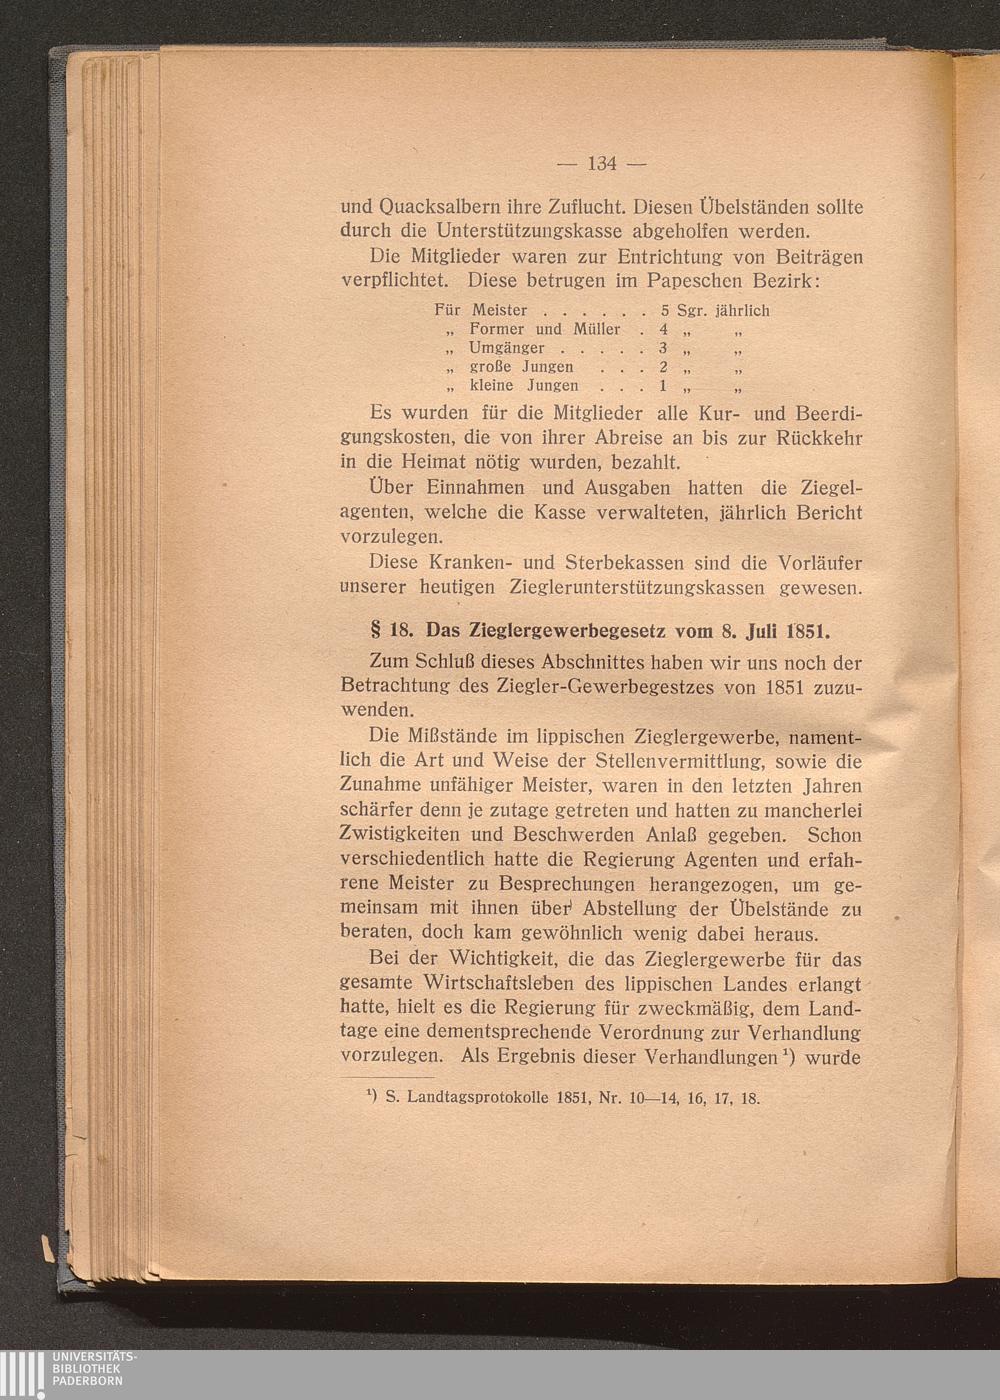 — 134 —
und Quacksalbern ihre Zuflucht. Diesen Übelständen sollte
durch die Unterstützungskasse abgeholfen werden.
Die Mitglieder waren zur Entrichtung von Beiträgen
verpflichtet. Diese betrugen im Papeschen Bezirk:
Für Meister . . . . . . 5 Sgr. jährlich
„ Former und Müller . 4 „ „
„ Umgänger . . . . . 3 „ „
„ große Jungen . . . 2 „ „
„ kleine Jungen . . . 1 „ „
Es wurden für die Mitglieder alle Kur- und Beerdi-
gungskosten, die von ihrer Abreise an bis zur Rückkehr
in die Heimat nötig wurden, bezahlt.
Über Einnahmen und Ausgaben hatten die Ziegel-
agenten, welche die Kasse verwalteten, jährlich Bericht
vorzulegen.
Diese Kranken- und Sterbekassen sind die Vorläufer
unserer heutigen Zieglerunterstützungskassen gewesen.
§ 18. Das Zieglergewerbegesetz vom 8. Juli 1851.
Zum Schluß dieses Abschnittes haben wir uns noch der
Betrachtung des Ziegler-Gewerbegestzes von 1851 zuzu-
wenden.
Die Mißstände im lippischen Zieglergewerbe, nament-
lich die Art und Weise der Stellenvermittlung, sowie die
Zunahme unfähiger Meister, waren in den letzten Jahren
schärfer denn je zutage getreten und hatten zu mancherlei
Zwistigkeiten und Beschwerden Anlaß gegeben. Schon
verschiedentlich hatte die Regierung Agenten und erfah-
rene Meister zu Besprechungen herangezogen, um ge-
meinsam mit ihnen über Abstellung der Übelstände zu
beraten, doch kam gewöhnlich wenig dabei heraus.
Bei der Wichtigkeit, die das Zieglergewerbe für das
gesamte Wirtschaftsleben des lippischen Landes erlangt
hatte, hielt es die Regierung für zweckmäßig, dem Land-
tage eine dementsprechende Verordnung zur Verhandlung
vorzulegen. Als Ergebnis dieser Verhandlungen ¹) wurde
¹) S. Landtagsprotokolle 1851, Nr. 10—14, 16, 17, 18.
UNIVERSITÄTS-
BIBLIOTHEK
PADERBORN